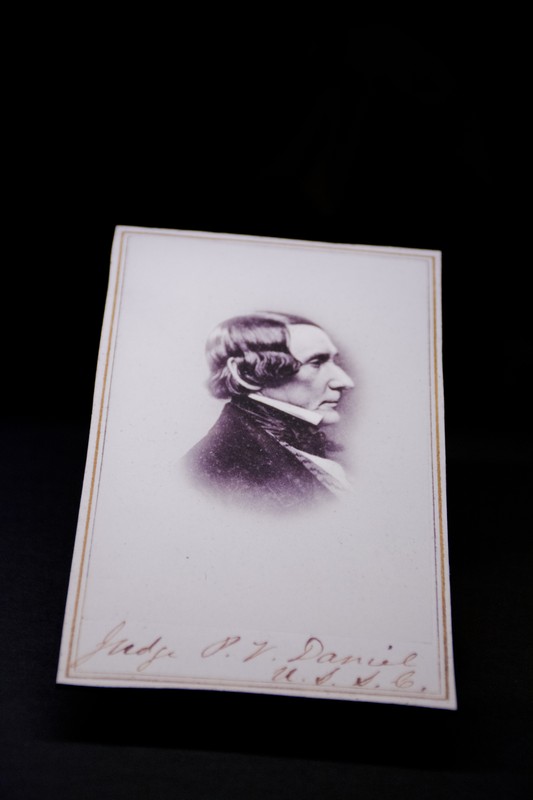 Judge P. V. Daniel
U. S. S. C.